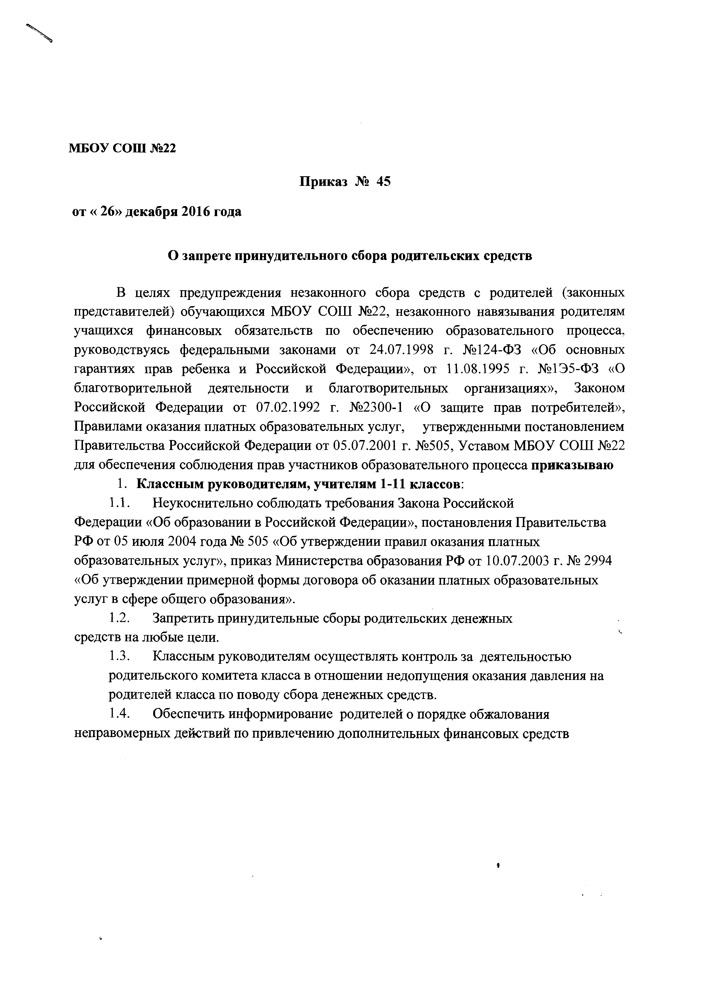 МБОУ СОШ №22
Приказ № 45
от « 26» декабря 2016 года
О запрете принудительного сбора родительских средств
В целях предупреждения незаконного сбора средств с родителей (законных
представителей) обучающихся МБОУ СОШ №22, незаконного навязывания родителям
учащихся финансовых обязательств по обеспечению образовательного процесса,
руководствуясь федеральными законами от 24.07.1998 г. №124-ФЗ «Об основных
гарантиях прав ребенка и Российской Федерации», от 11.08.1995 г. №1Э5-ФЗ «О
благотворительной деятельности и благотворительных организациях», Законом
Российской Федерации от 07.02.1992 г. №2300-1 «О защите прав потребителей»,
Правилами оказания платных образовательных услуг, утвержденными постановлением
Правительства Российской Федерации от 05.07.2001 г. №505, Уставом МБОУ СОШ №22
для обеспечения соблюдения прав участников образовательного процесса приказываю
1. Классным руководителям, учителям 1-11 классов:
1.1. Неукоснительно соблюдать требования Закона Российской
Федерации «Об образовании в Российской Федерации», постановления Правительства
РФ от 05 июля 2004 года № 505 «Об утверждении правил оказания платных
образовательных услуг», приказ Министерства образования РФ от 10.07.2003 г. № 2994
«Об утверждении примерной формы договора об оказании платных образовательных
услуг в сфере общего образования».
1.2. Запретить принудительные сборы родительских денежных
средств на любые цели.
1.3. Классным руководителям осуществлять контроль за деятельностью
родительского комитета класса в отношении недопущения оказания давления на
родителей класса по поводу сбора денежных средств.
1.4. Обеспечить информирование родителей о порядке обжалования
неправомерных действий по привлечению дополнительных финансовых средств